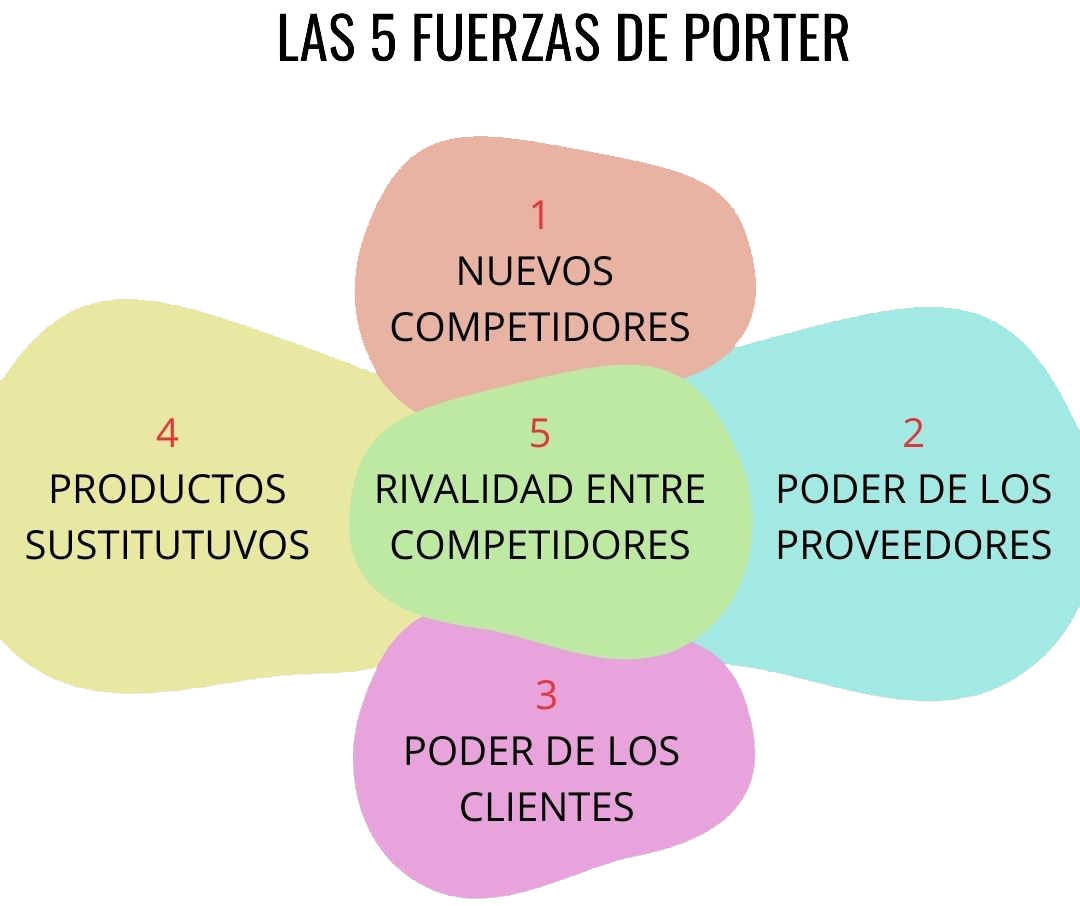 LAS 5 FUERZAS DE PORTER
1
NUEVOS
COMPETIDORES
4
PRODUCTOS
SUSTITUTUVOS
5
RIVALIDAD ENTRE
COMPETIDORES
2
PODER DE LOS
PROVEEDORES
3
PODER DE LOS
CLIENTES